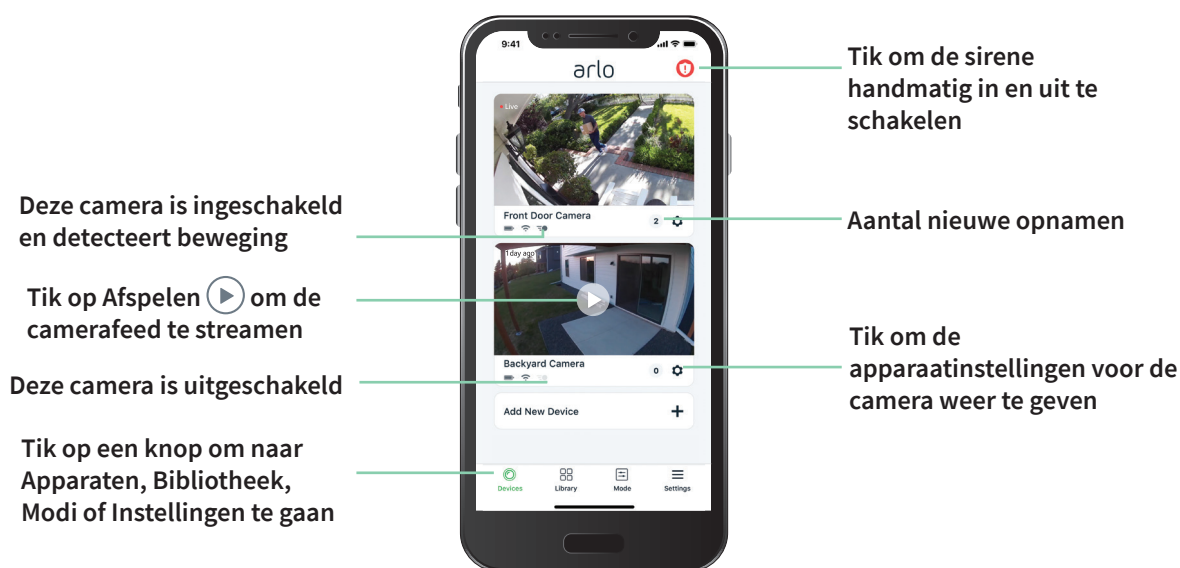 9:41
arlo
Tik om de sirene
handmatig in en uit te
schakelen
Live
Deze camera is ingeschakeld
en detecteert beweging
Front Door Camera
2
Aantal nieuwe opnamen
1 day ago
Tik op Afspelen om de
camerafeed te streamen
Deze camera is uitgeschakeld
Backyard Camera
0
Tik om de
apparaatinstellingen voor de
camera weer te geven
Add New Device
Tik op een knop om naar
Apparaten, Bibliotheek,
Modi of Instellingen te gaan
Devices
Library
Mode
Settings